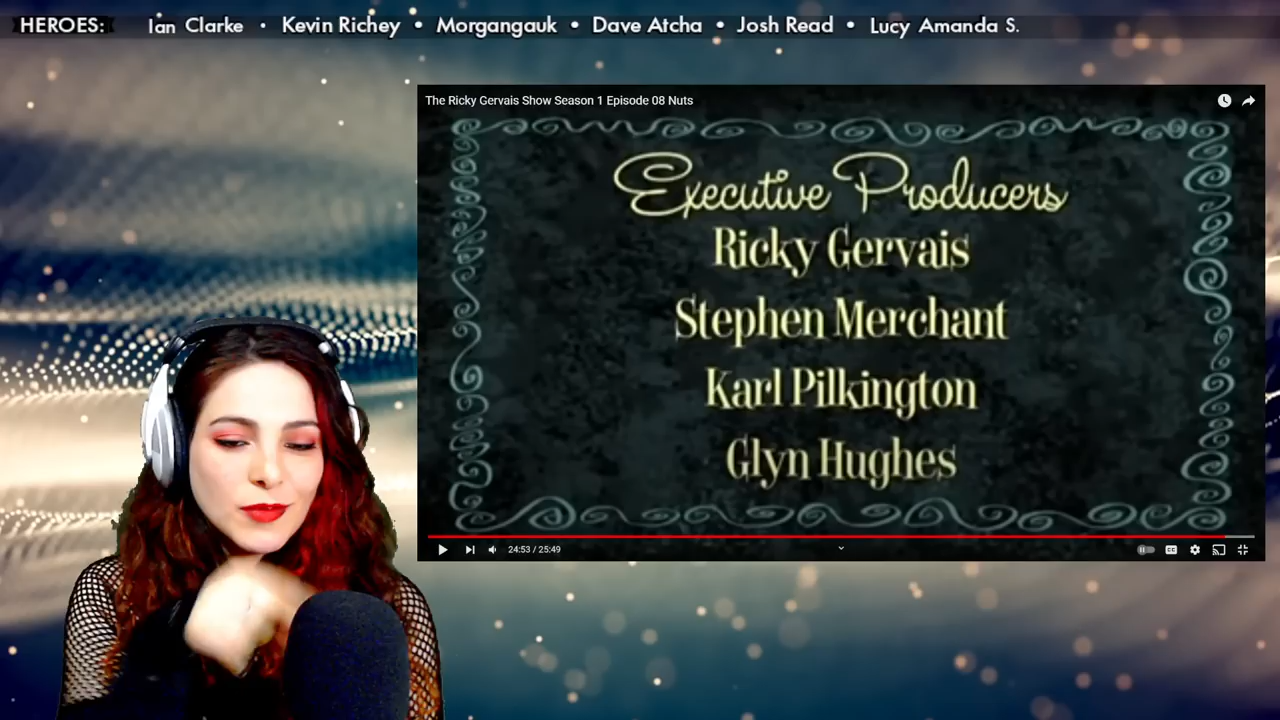 HEROES: Ian Clarke • Kevin Richey • Morgangauk • Dave Atcha • Josh Read • Lucy Amanda S.
The Ricky Gervais Show Season 1 Episode 08 Nuts
Executive Producers
Ricky Gervais
Stephen Merchant
Karl Pilkington
Glyn Hughes
24:53 / 25:49
CC